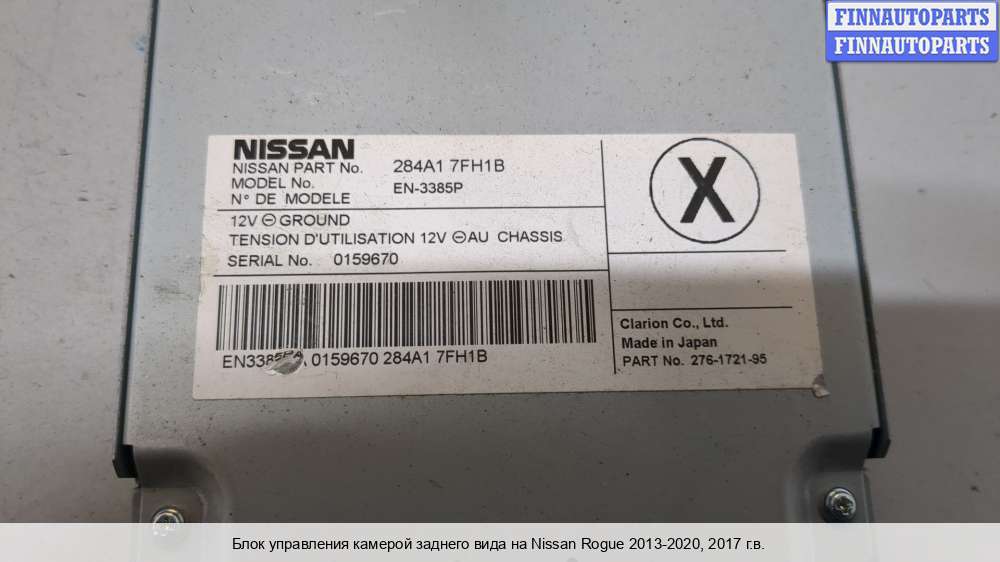 FINNAUTOPARTS
FINNAUTOPARTS
NISSAN
NISSAN PART No. 284A1 7FH1B
MODEL No. EN-3385P
N° DE MODELE
12V ⊖ GROUND
TENSION D'UTILISATION 12V ⊖ AU CHASSIS
SERIAL No. 0159670
0159670 284A1 7FH1B
X
Clarion Co., Ltd.
Made in Japan
PART No. 276-1721-95
Блок управления камерой заднего вида на Nissan Rogue 2013-2020, 2017 г.в.